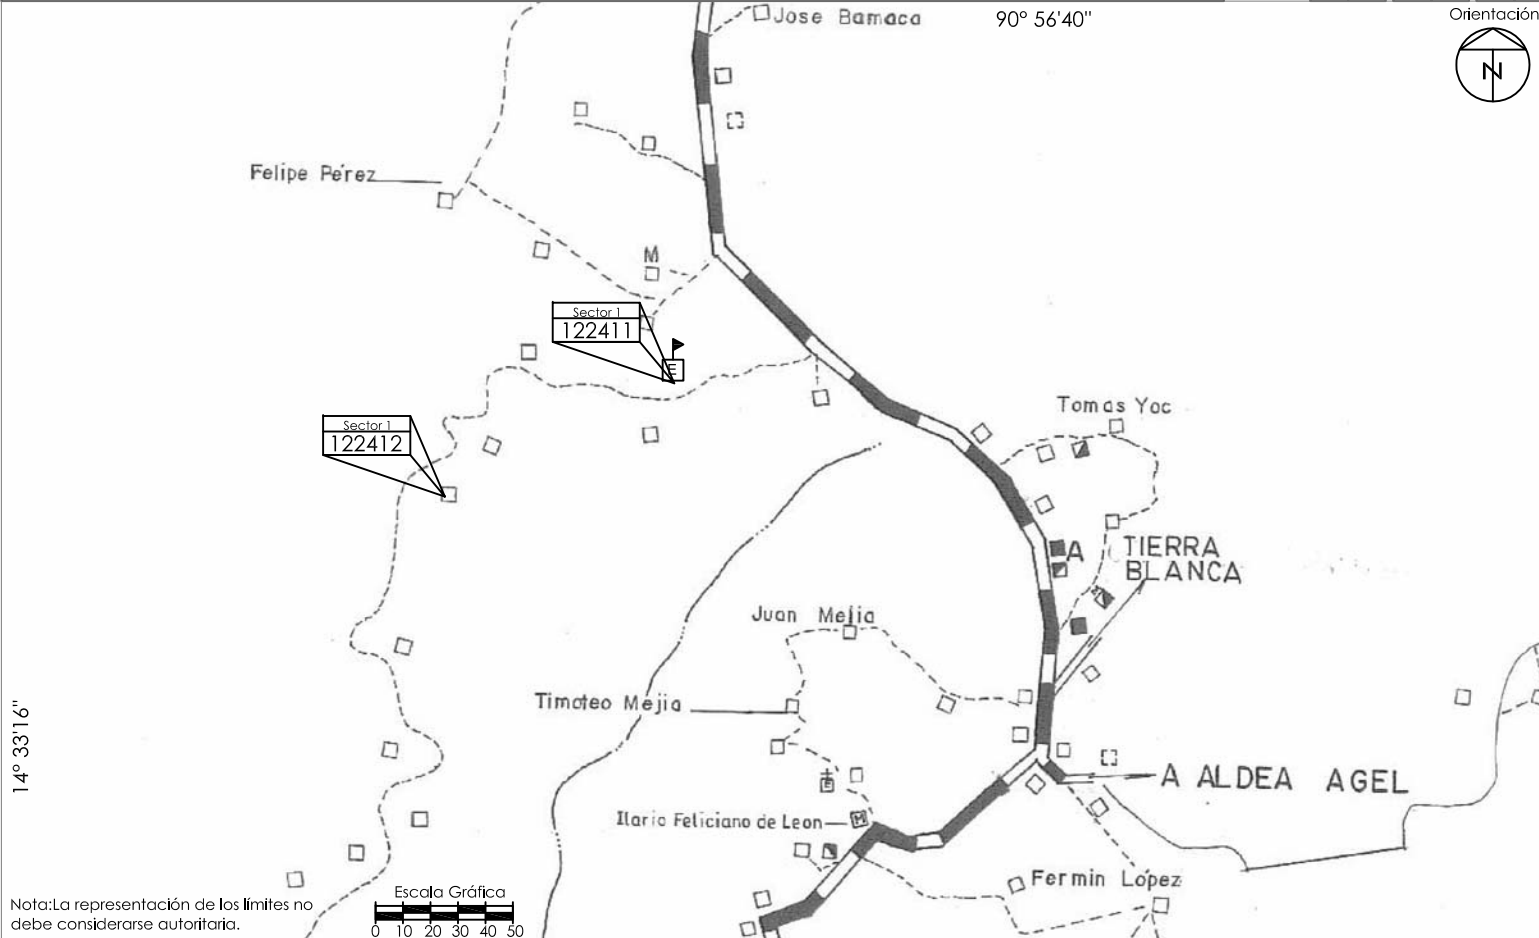 Jose Bamaca
90° 56'40"
Orientación
N
Felipe Pérez
M
Sector 1
122411
E
Sector 1
122412
Tomas Yoc
A
TIERRA
BLANCA
Juan Mejia
Timoteo Mejia
14° 33'16"
A ALDEA AGEL
E
Ilario Feliciano de Leon
M
Fermin López
Nota:La representación de los límites no
debe considerarse autoritaria.
Escala Gráfica
0 10 20 30 40 50